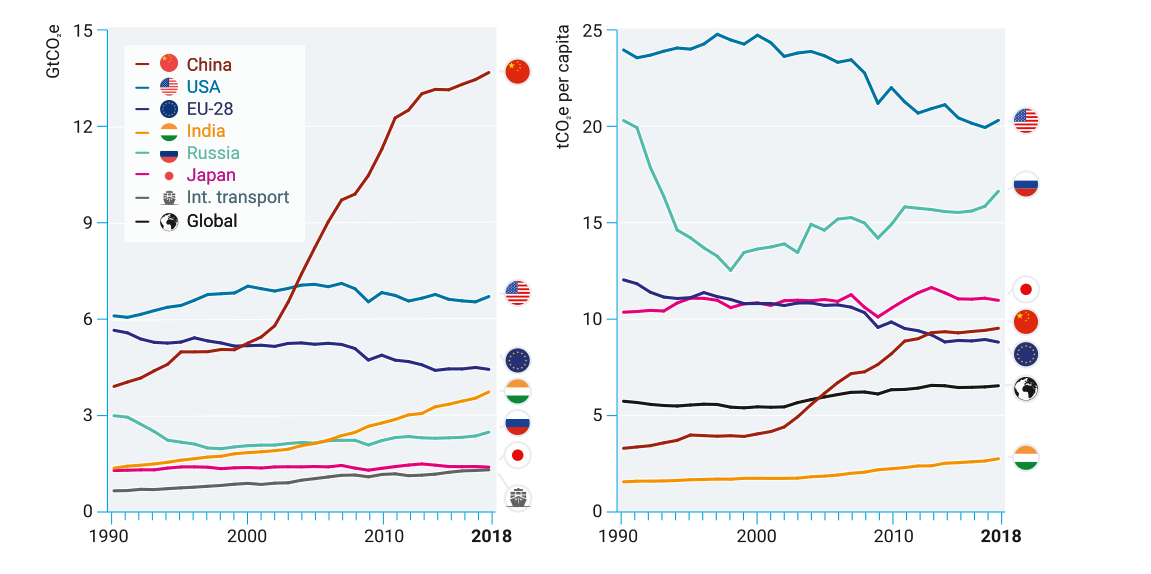 GtCO₂e
15
12
9
6
3
0
China
USA
EU-28
India
Russia
Japan
Int. transport
Global
1990
2000
2010
2018
tCO₂e per capita
25
20
15
10
5
0
1990
2000
2010
2018